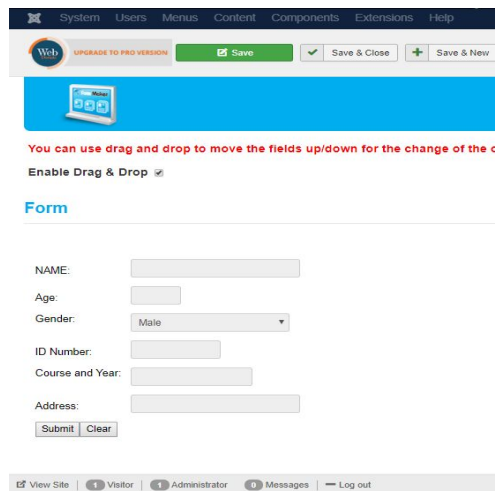 System Users Menus Content Components Extensions Help
Web UPGRADE TO PRO VERSION Save Save & Close Save & New
Form Maker
You can use drag and drop to move the fields up/down for the change of the
Enable Drag & Drop
Form
NAME:
Age:
Gender: Male
ID Number:
Course and Year:
Address:
Submit Clear
View Site 1 Visitor 1 Administrator 0 Messages Log out